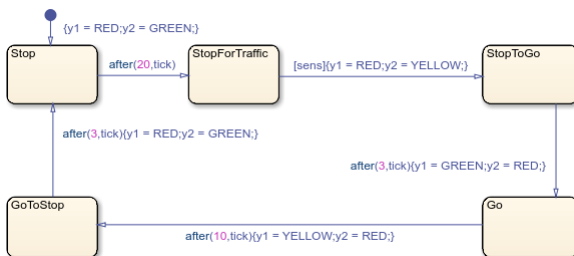 {y1 = RED;y2 = GREEN;}
Stop
after(20,tick)
StopForTraffic
[sens]{y1 = RED;y2 = YELLOW;}
StopToGo
after(3,tick){y1 = RED;y2 = GREEN;}
after(3,tick){y1 = GREEN;y2 = RED;}
GoToStop
after(10,tick){y1 = YELLOW;y2 = RED;}
Go